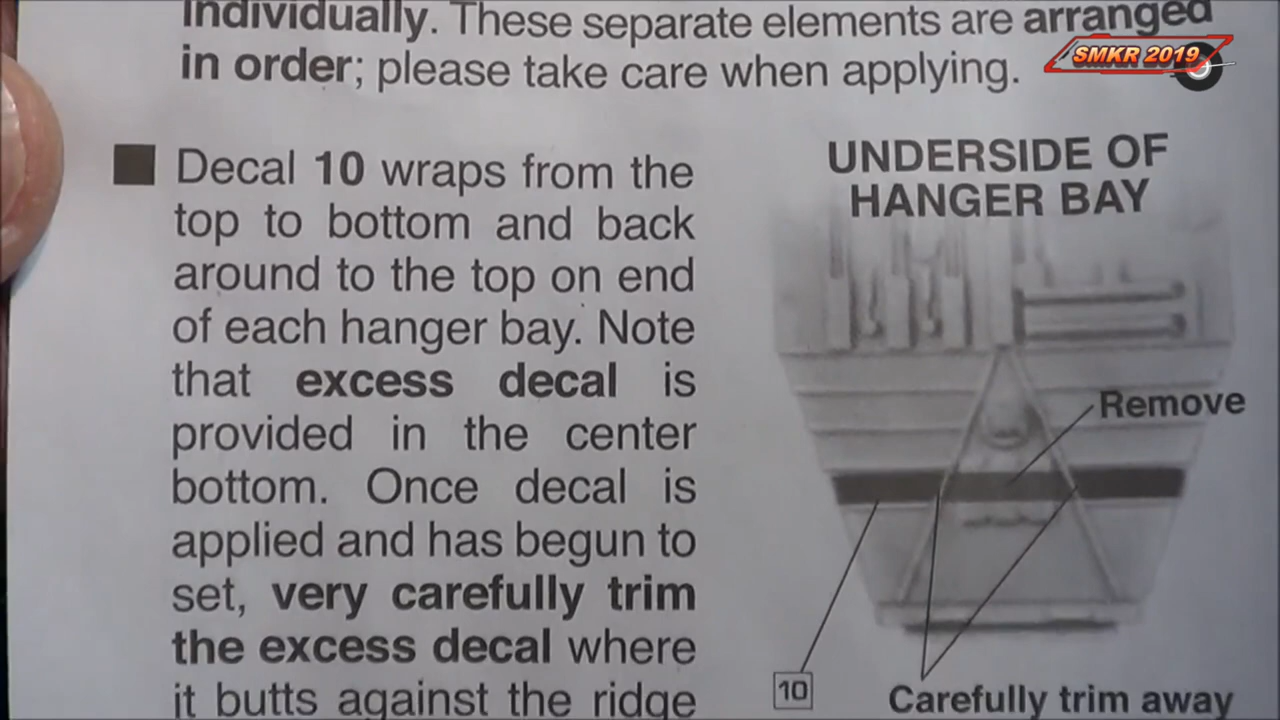 individually. These separate elements are arranged
in order; please take care when applying.
SMKR 2019
Decal 10 wraps from the
top to bottom and back
around to the top on end
of each hanger bay. Note
that excess decal is
provided in the center
bottom. Once decal is
applied and has begun to
set, very carefully trim
the excess decal where
it butts against the ridge
UNDERSIDE OF
HANGER BAY
Remove
10
Carefully trim away